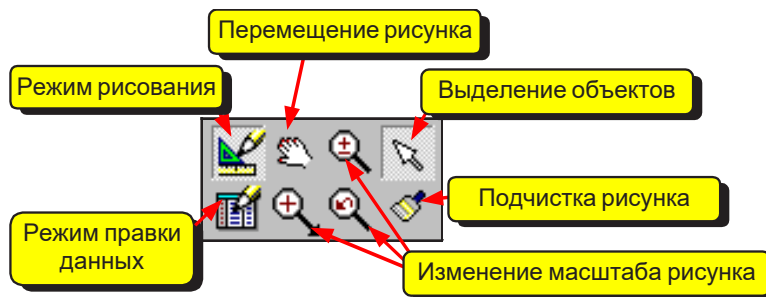 Перемещение рисунка
Режим рисования
Выделение объектов
Подчистка рисунка
Режим правки
данных
Изменение масштаба рисунка